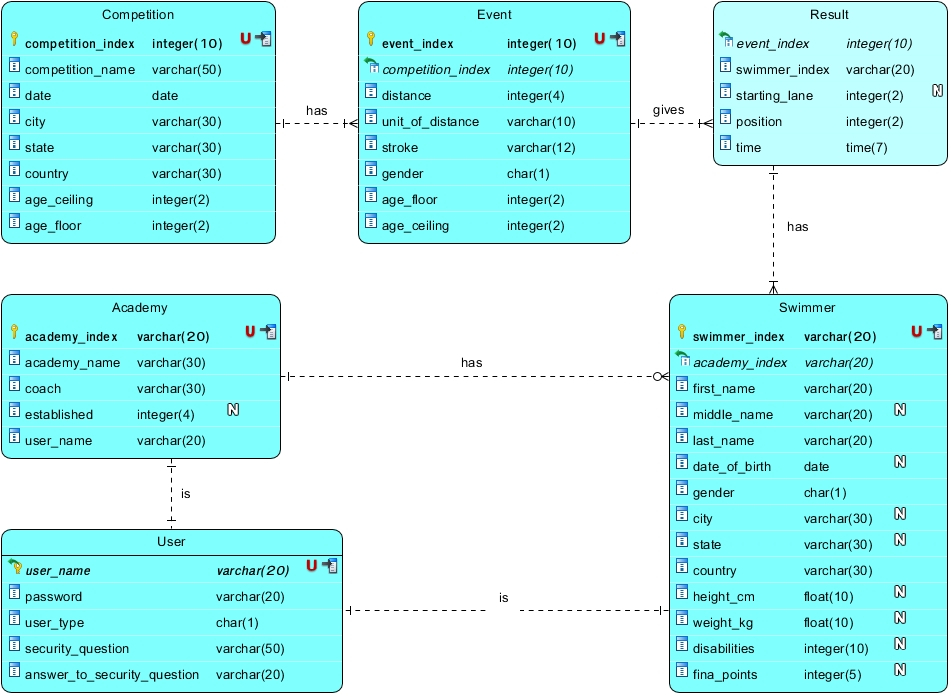 Competition
competition_index integer(10) U
competition_name varchar(50)
date date
city varchar(30)
state varchar(30)
country varchar(30)
age_ceiling integer(2)
age_floor integer(2)
has
Event
event_index integer(10) U
competition_index integer(10)
distance integer(4)
unit_of_distance varchar(10)
stroke varchar(12)
gender char(1)
age_floor integer(2)
age_ceiling integer(2)
gives
Result
event_index integer(10)
swimmer_index varchar(20)
starting_lane integer(2) N
position integer(2)
time time(7)
has
Academy
academy_index varchar(20) U
academy_name varchar(30)
coach varchar(30)
established integer(4) N
user_name varchar(20)
has
Swimmer
swimmer_index varchar(20) U
academy_index varchar(20)
first_name varchar(20)
middle_name varchar(20) N
last_name varchar(20)
date_of_birth date N
gender char(1)
city varchar(30) N
state varchar(30) N
country varchar(30)
height_cm float(10) N
weight_kg float(10) N
disabilities integer(10) N
fina_points integer(5) N
is
User
user_name varchar(20) U
password varchar(20)
user_type char(1)
security_question varchar(50)
answer_to_security_question varchar(20)
is